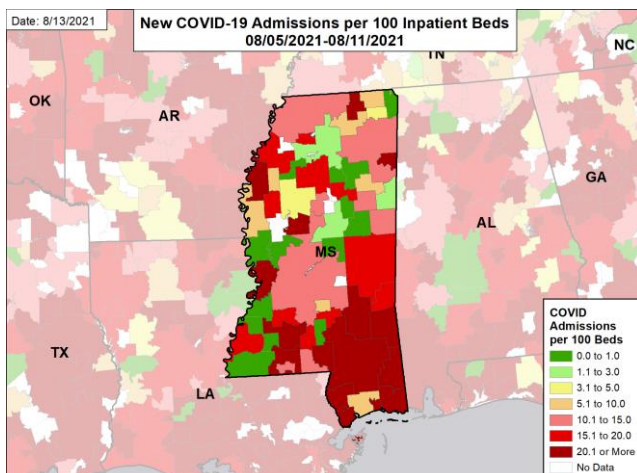 Date: 8/13/2021
New COVID-19 Admissions per 100 Inpatient Beds
08/05/2021-08/11/2021
TN
NC
OK
AR
GA
MS
AL
TX
LA
COVID
Admissions
per 100 Beds
0.0 to 1.0
1.1 to 3.0
3.1 to 5.0
5.1 to 10.0
10.1 to 15.0
15.1 to 20.0
20.1 or More
No Data